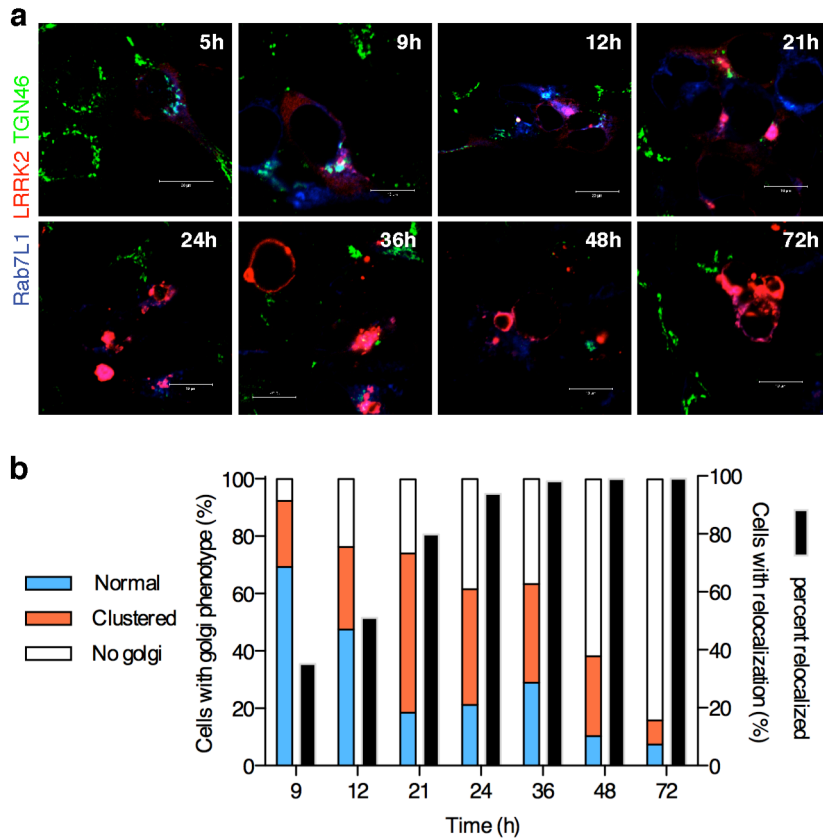 a
Rab7L1 LRRK2 TGN46
5h
9h
12h
21h
24h
36h
48h
72h
b
Normal
Clustered
No golgi
Cells with golgi phenotype (%)
100
80
60
40
20
0
9 12 21 24 36 48 72
Time (h)
100
80
60
40
20
0
Cells with relocalization (%)
percent relocalized